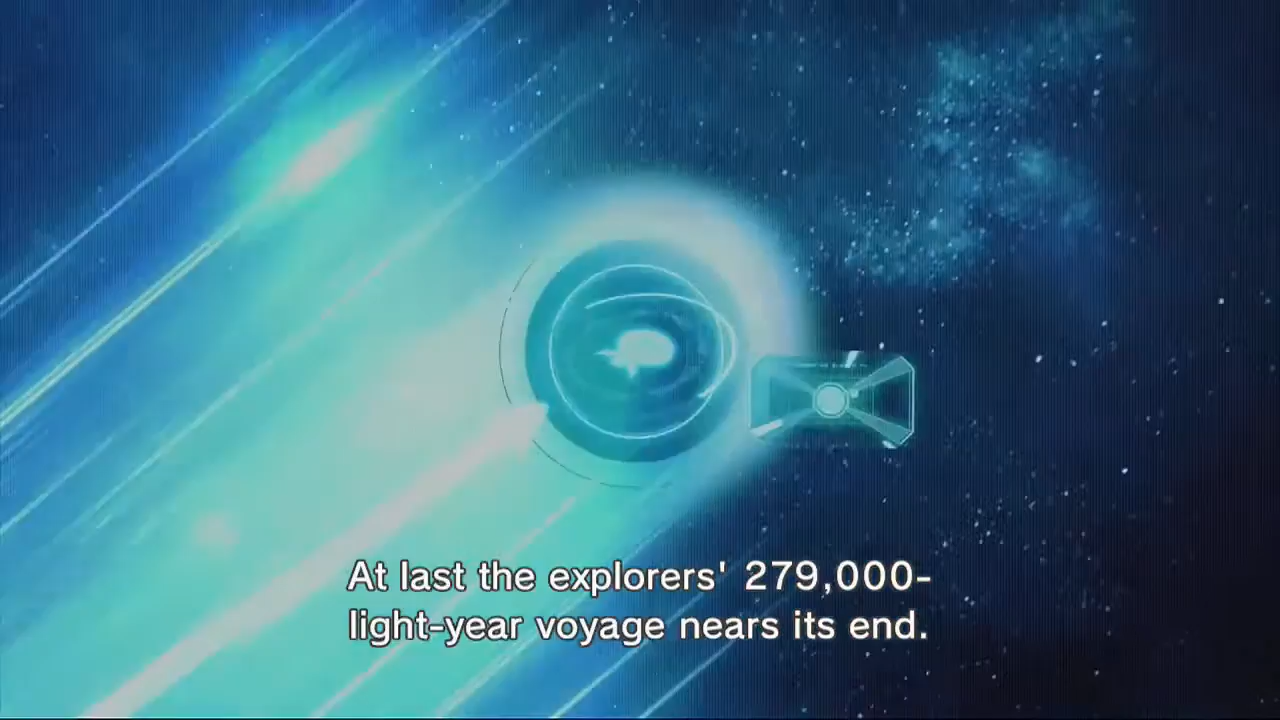 At last the explorers' 279,000-
light-year voyage nears its end.